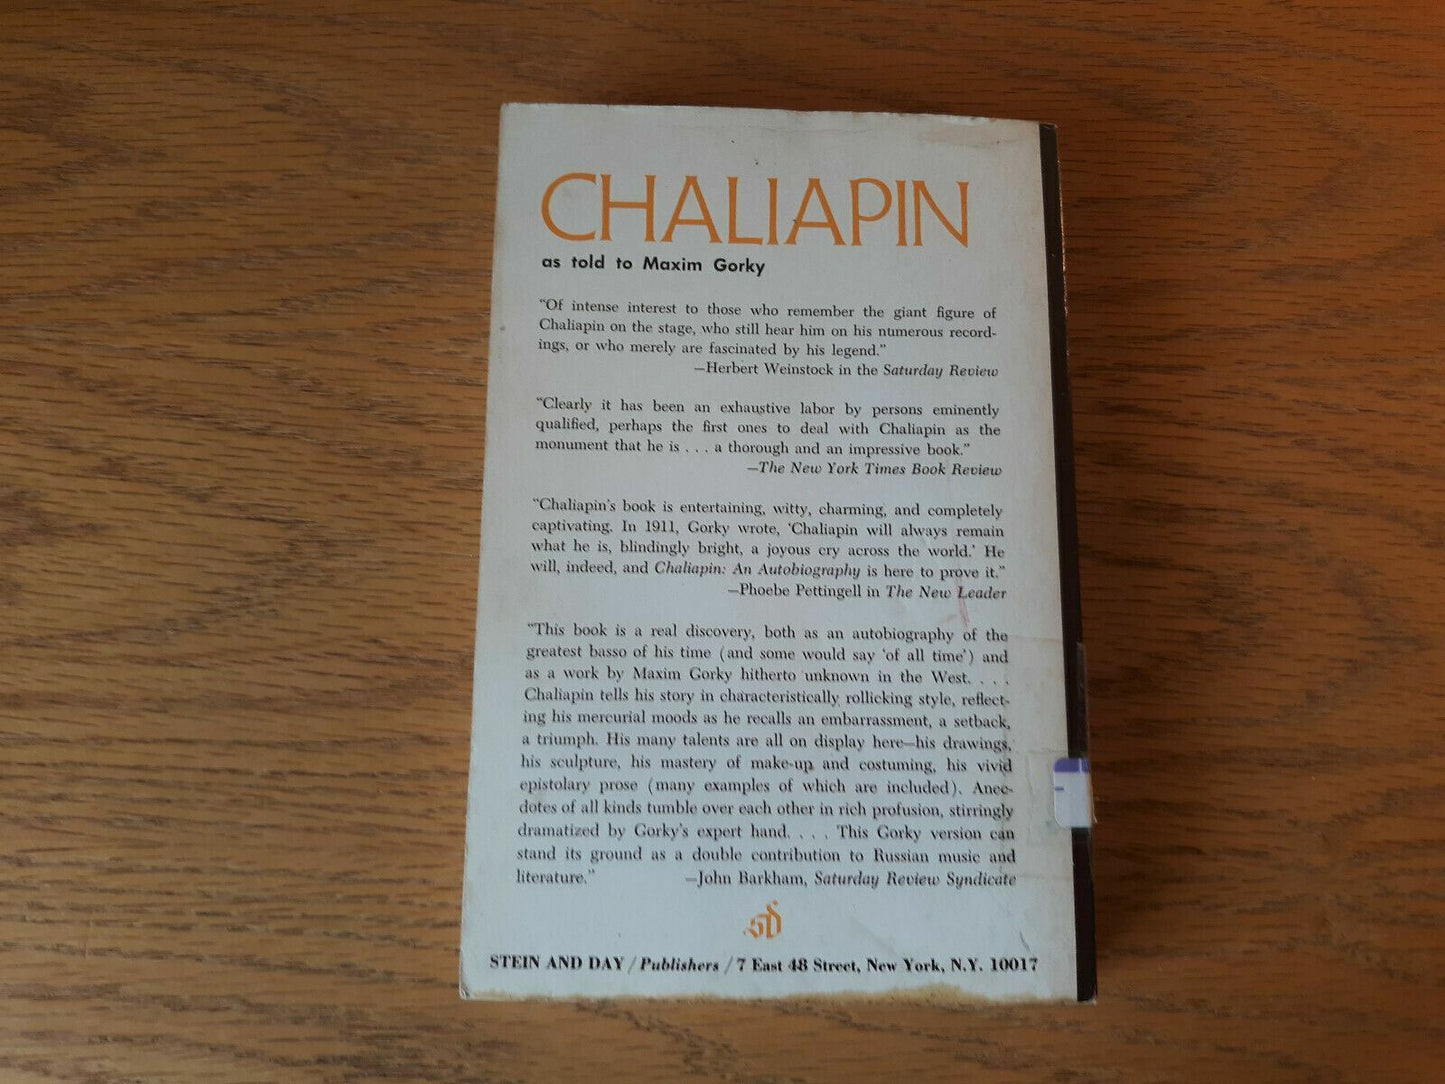 CHALIAPIN
as told to Maxim Gorky
“Of intense interest to those who remember the giant figure of
Chaliapin on the stage, who still hear him on his numerous record-
ings, or who merely are fascinated by his legend.”
—Herbert Weinstock in the Saturday Review
“Clearly it has been an exhaustive labor by persons eminently
qualified, perhaps the first ones to deal with Chaliapin as the
monument that he is . . . a thorough and an impressive book.”
—The New York Times Book Review
“Chaliapin’s book is entertaining, witty, charming, and completely
captivating. In 1911, Gorky wrote, ‘Chaliapin will always remain
what he is, blindingly bright, a joyous cry across the world.’ He
will, indeed, and Chaliapin: An Autobiography is here to prove it.”
—Phoebe Pettingell in The New Leader
“This book is a real discovery, both as an autobiography of the
greatest basso of his time (and some would say ‘of all time’) and
as a work by Maxim Gorky hitherto unknown in the West. . . .
Chaliapin tells his story in characteristically rollicking style, reflect-
ing his mercurial moods as he recalls an embarrassment, a setback,
a triumph. His many talents are all on display here—his drawings,
his sculpture, his mastery of make-up and costuming, his vivid
epistolary prose (many examples of which are included). Anec-
dotes of all kinds tumble over each other in rich profusion, stirringly
dramatized by Gorky’s expert hand. . . . This Gorky version can
stand its ground as a double contribution to Russian music and
literature.” —John Barkham, Saturday Review Syndicate
sd
STEIN AND DAY / Publishers / 7 East 48 Street, New York, N.Y. 10017